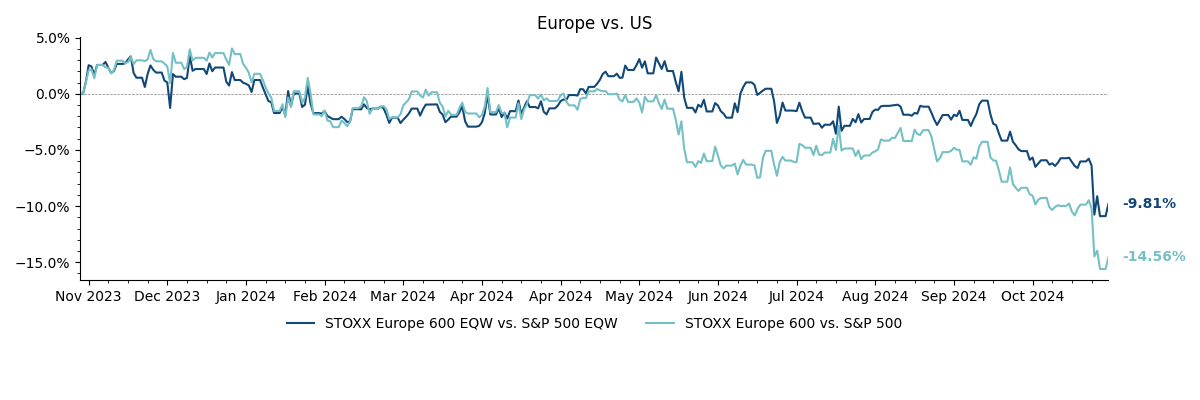 Europe vs. US
5.0%
0.0%
−5.0%
−10.0%
−15.0%
-9.81%
-14.56%
Nov 2023 Dec 2023 Jan 2024 Feb 2024 Mar 2024 Apr 2024 Apr 2024 May 2024 Jun 2024 Jul 2024 Aug 2024 Sep 2024 Oct 2024
STOXX Europe 600 EQW vs. S&P 500 EQW STOXX Europe 600 vs. S&P 500